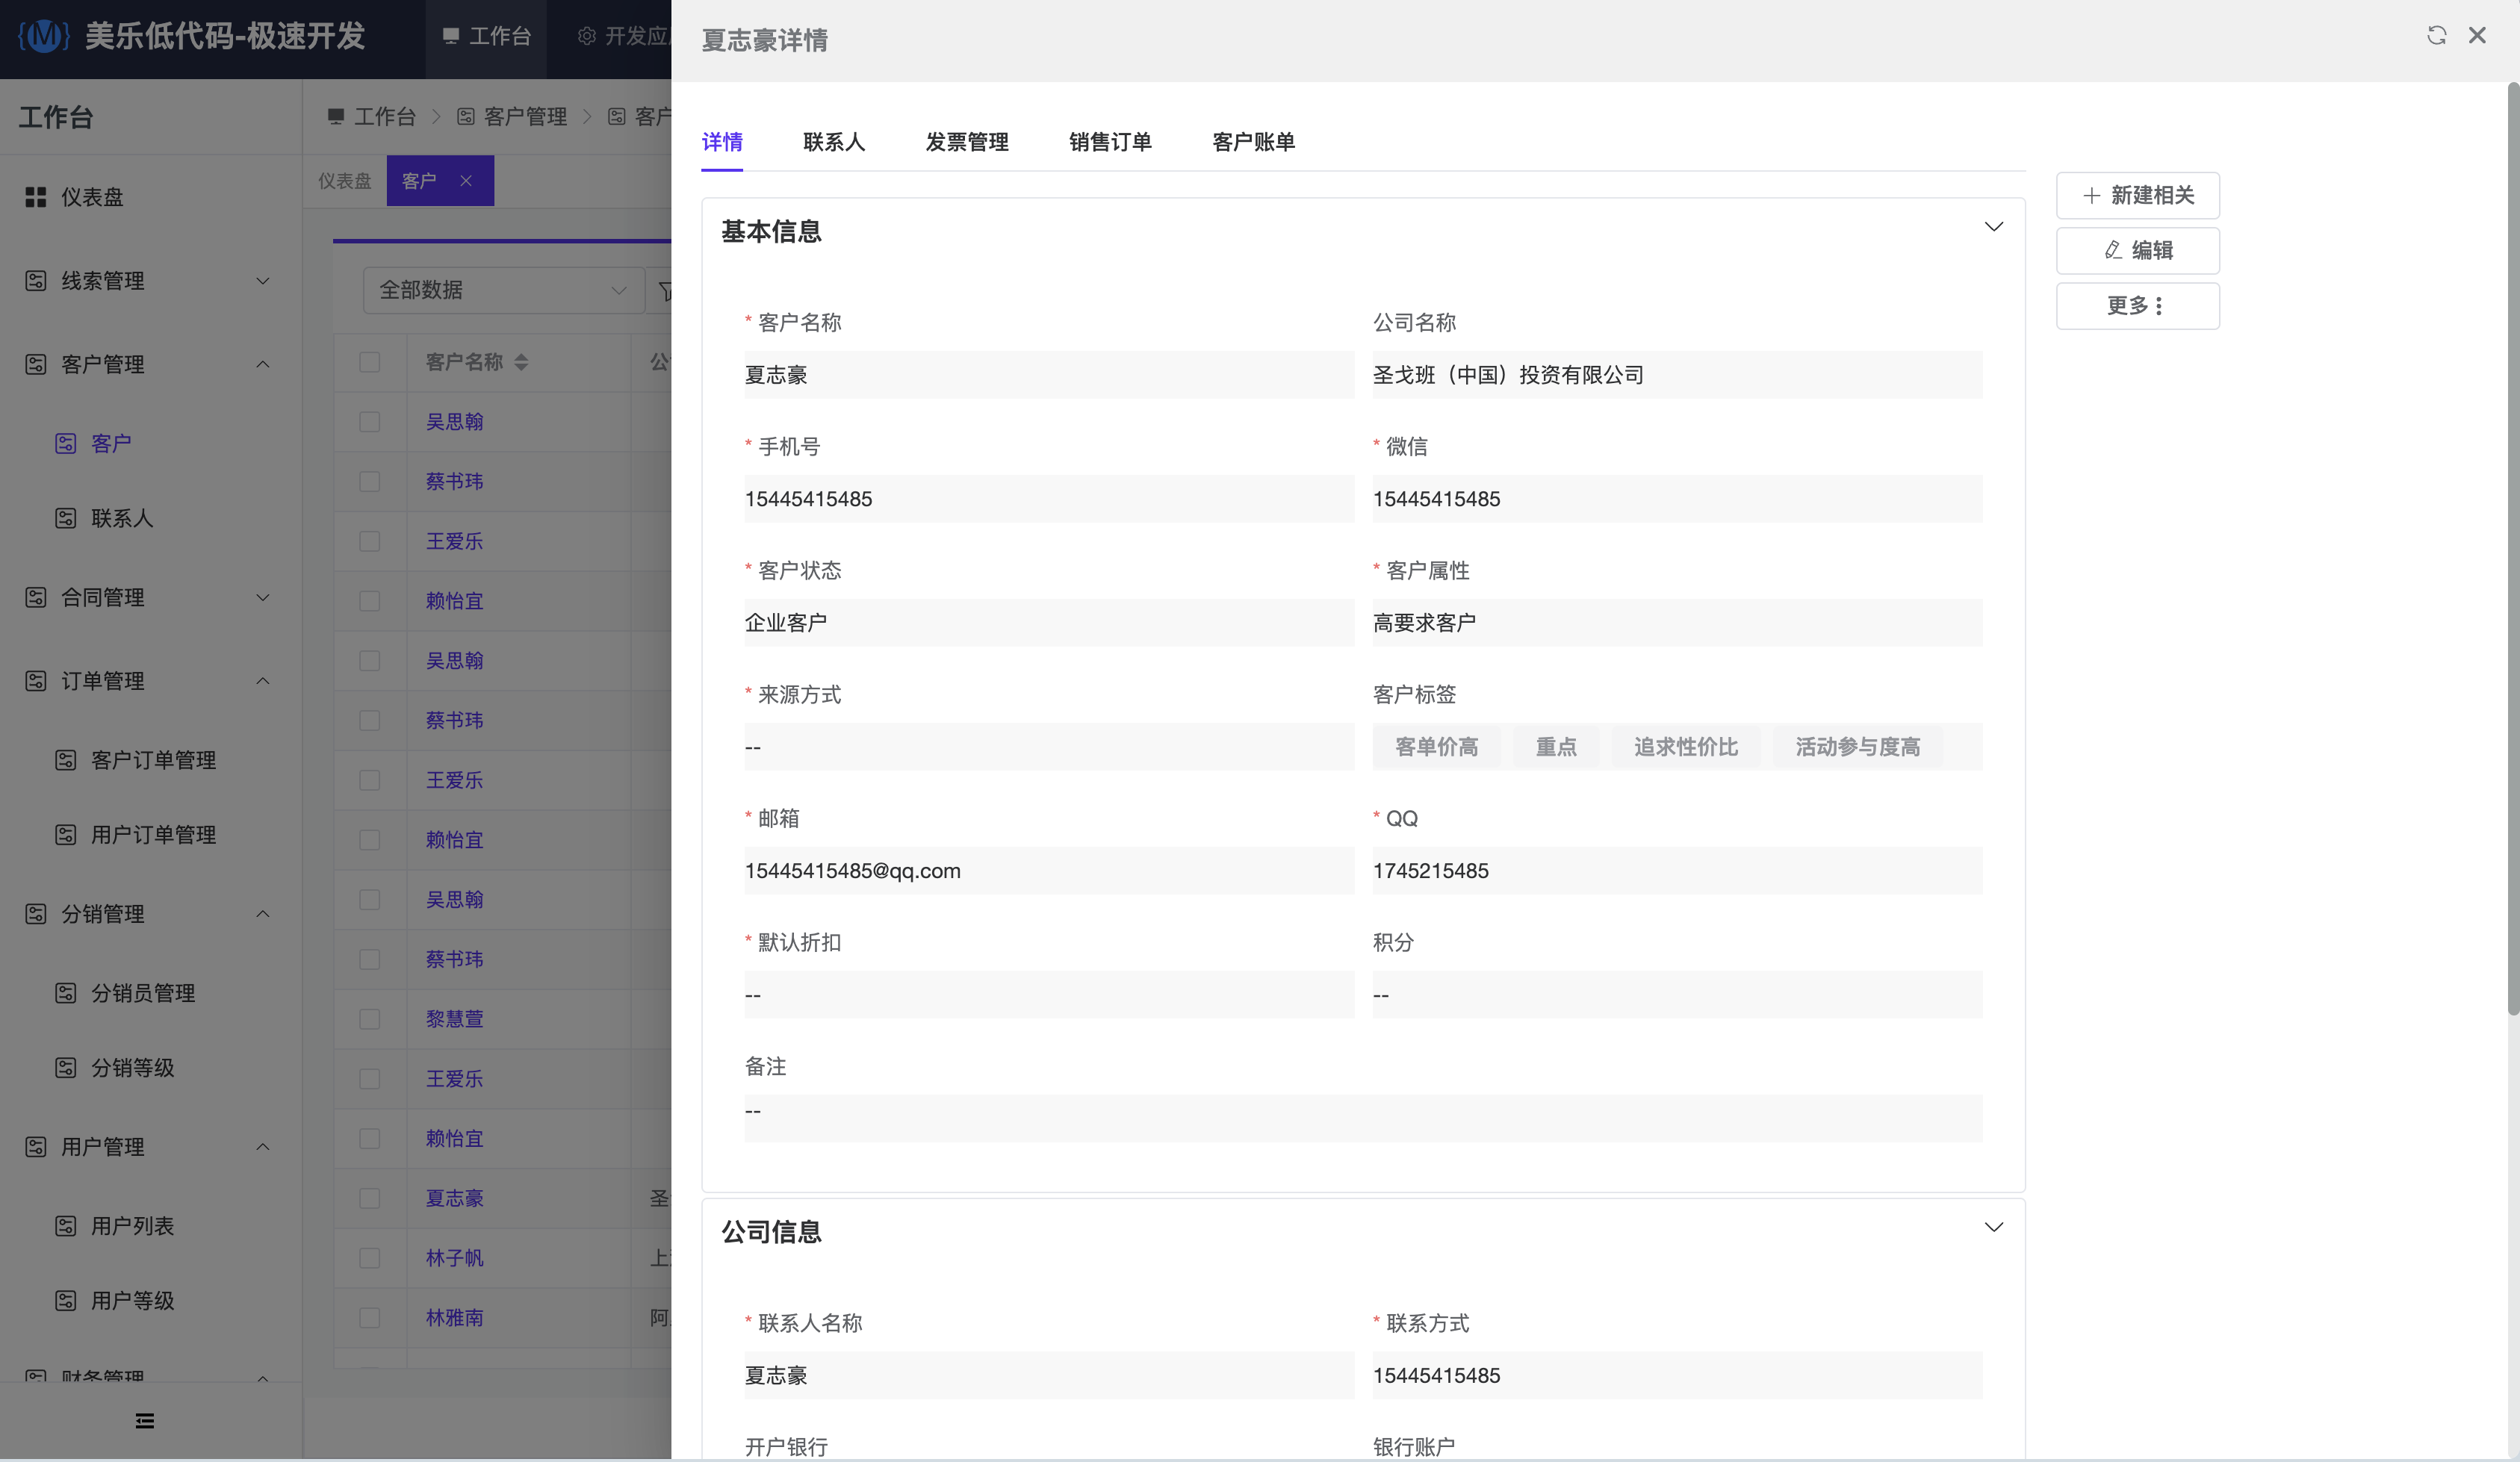 美乐低代码-极速开发
工作台
开发应
工作台
仪表盘
线索管理
客户管理
客户
联系人
合同管理
订单管理
客户订单管理
用户订单管理
分销管理
分销员管理
分销等级
用户管理
用户列表
用户等级
财务管理
工作台 > 客户管理 > 客户
仪表盘
客户
全部数据
客户名称
吴思翰
蔡书玮
王爱乐
赖怡宜
吴思翰
蔡书玮
王爱乐
赖怡宜
吴思翰
蔡书玮
黎慧萱
王爱乐
赖怡宜
夏志豪 圣
林子帆 上
林雅南 阿
夏志豪详情
详情 联系人 发票管理 销售订单 客户账单
新建相关
编辑
更多
基本信息
* 客户名称 公司名称
夏志豪 圣戈班（中国）投资有限公司
* 手机号 * 微信
15445415485 15445415485
* 客户状态 * 客户属性
企业客户 高要求客户
* 来源方式 客户标签
-- 客单价高 重点 追求性价比 活动参与度高
* 邮箱 * QQ
15445415485@qq.com 1745215485
* 默认折扣 积分
-- --
备注
--
公司信息
* 联系人名称 * 联系方式
夏志豪 15445415485
开户银行 银行账户